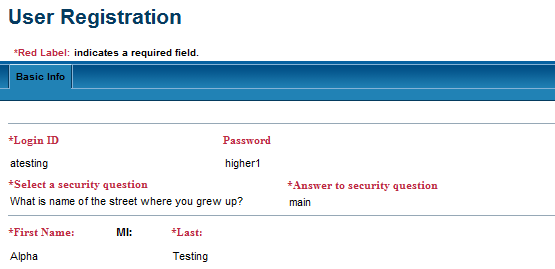 User Registration
*Red Label: indicates a required field.
Basic Info
*Login ID Password
atesting higher1
*Select a security question *Answer to security question
What is name of the street where you grew up? main
*First Name: MI: *Last:
Alpha Testing